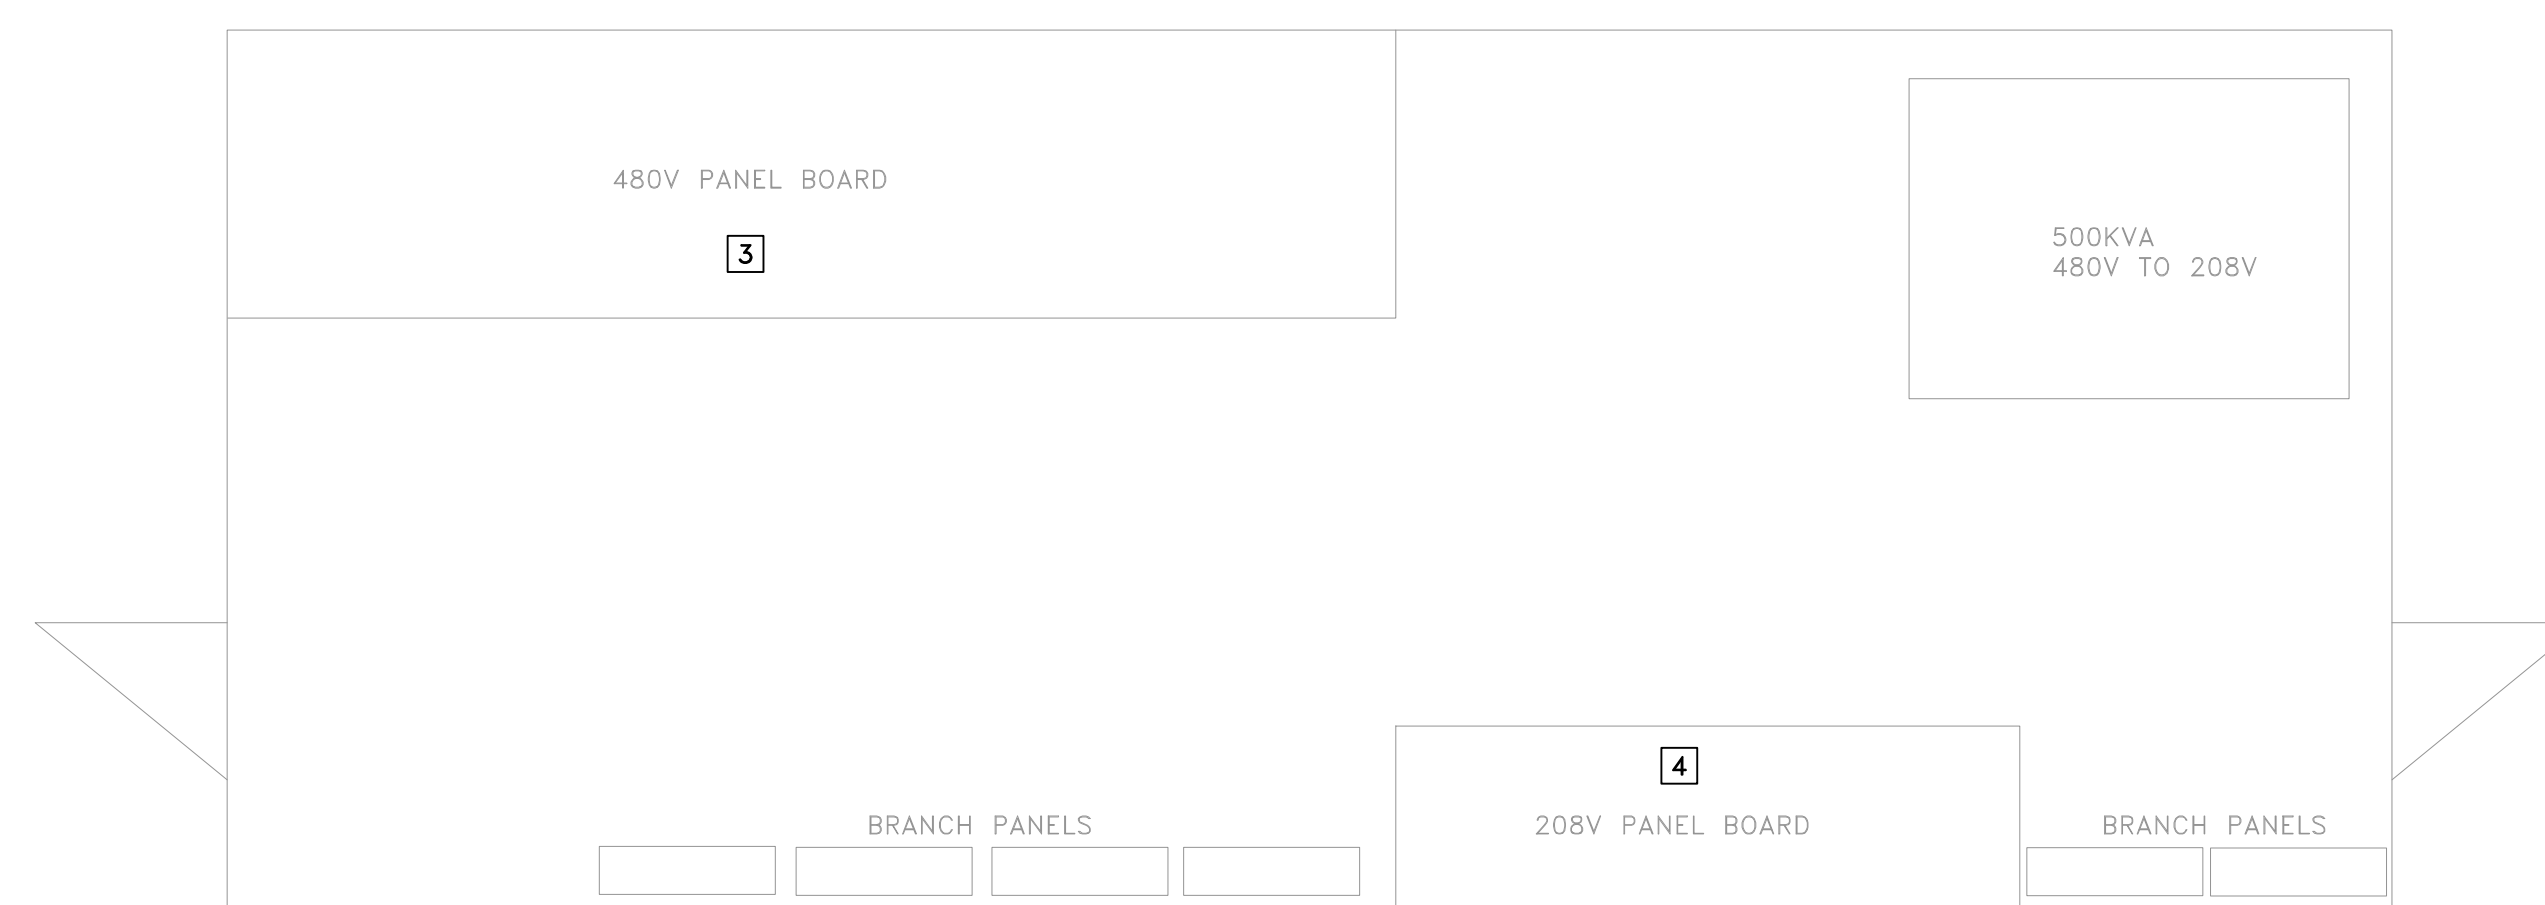 480V PANEL BOARD
3
500KVA
480V TO 208V
4
BRANCH PANELS
208V PANEL BOARD
BRANCH PANELS